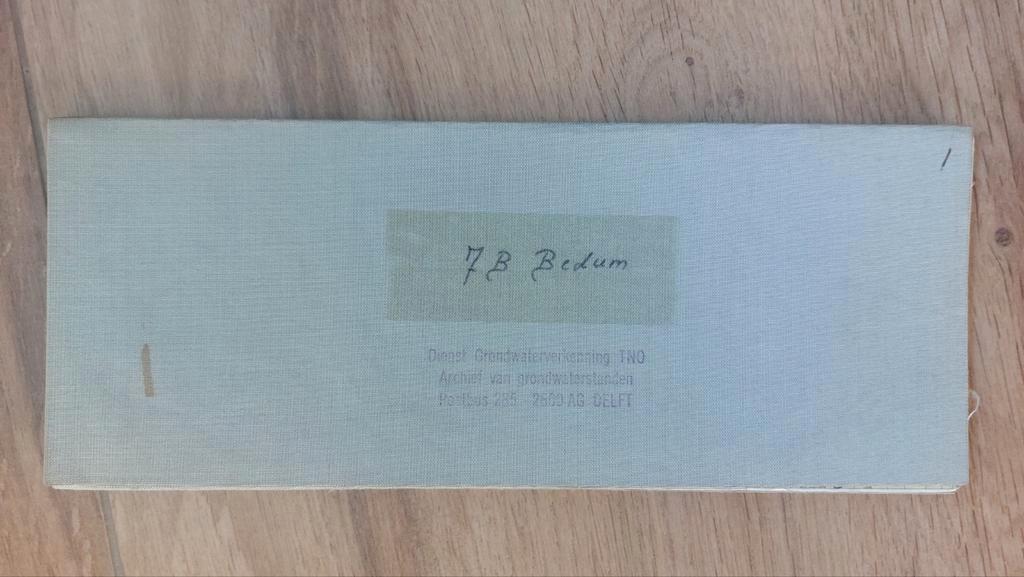 1
7B Bedum
Dienst Grondwaterverkenning TNO
Archief van grondwaterstanden
Postbus 285 2600 AG DELFT